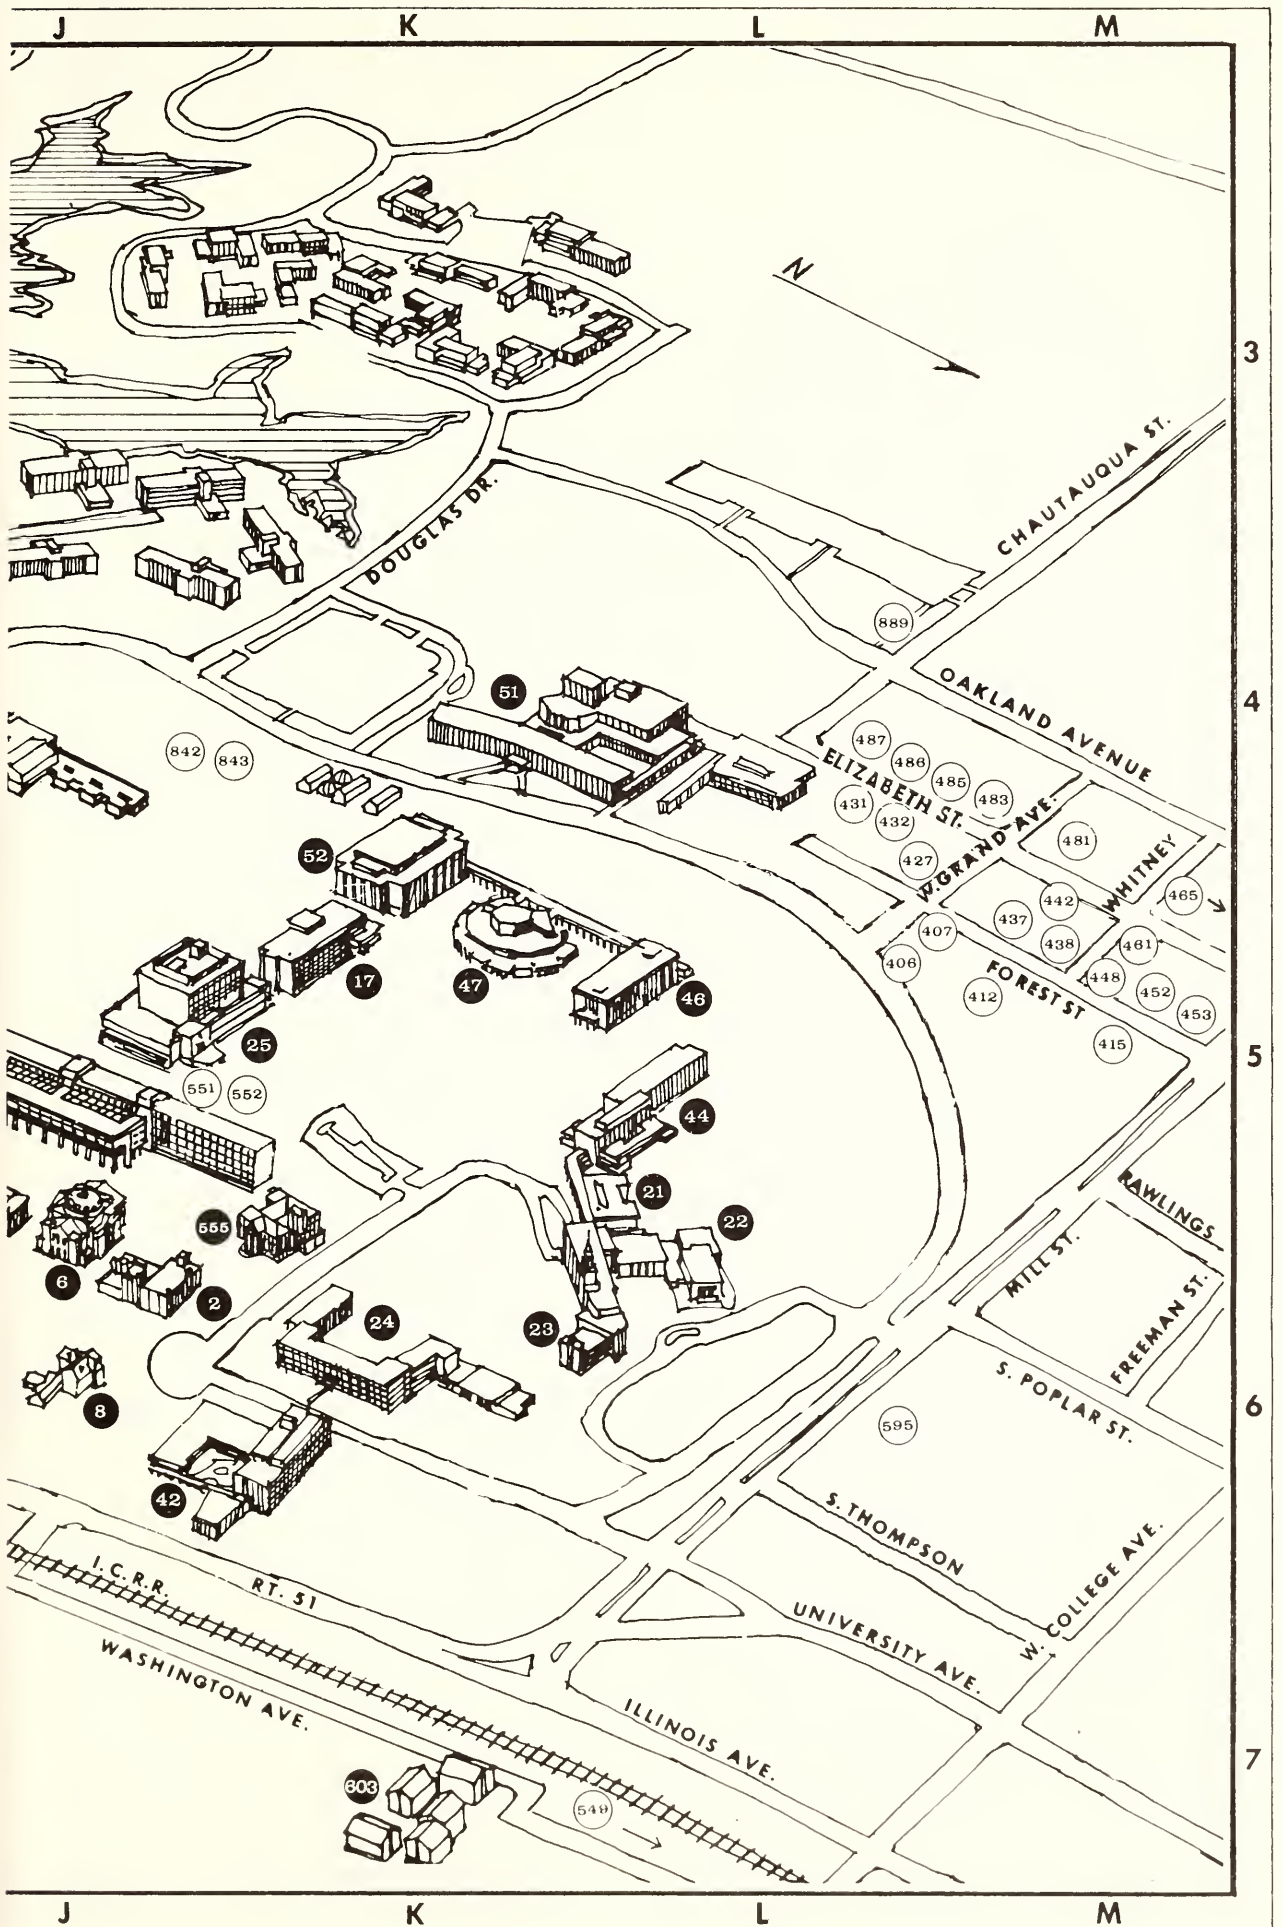 J K L M
N
3
CHAUTAUQUA ST.
DOUGLAS DR.
889
OAKLAND AVENUE
4
51
487
486
485
483
842
843
ELIZABETH ST.
431
432
W. GRAND AVE.
481
52
427
WHITNEY
465
442
437
438
407
461
406
17
47
46
448
452
453
FOREST ST
412
415
25
5
551
552
44
21
22
RAWLINGS
555
MILL ST.
6
2
24
23
FREEMAN ST.
S. POPLAR ST.
8
6
595
42
S. THOMPSON
W. COLLEGE AVE.
I.C.R.R.
RT. 51
UNIVERSITY AVE.
WASHINGTON AVE.
ILLINOIS AVE.
7
603
549
J K L M